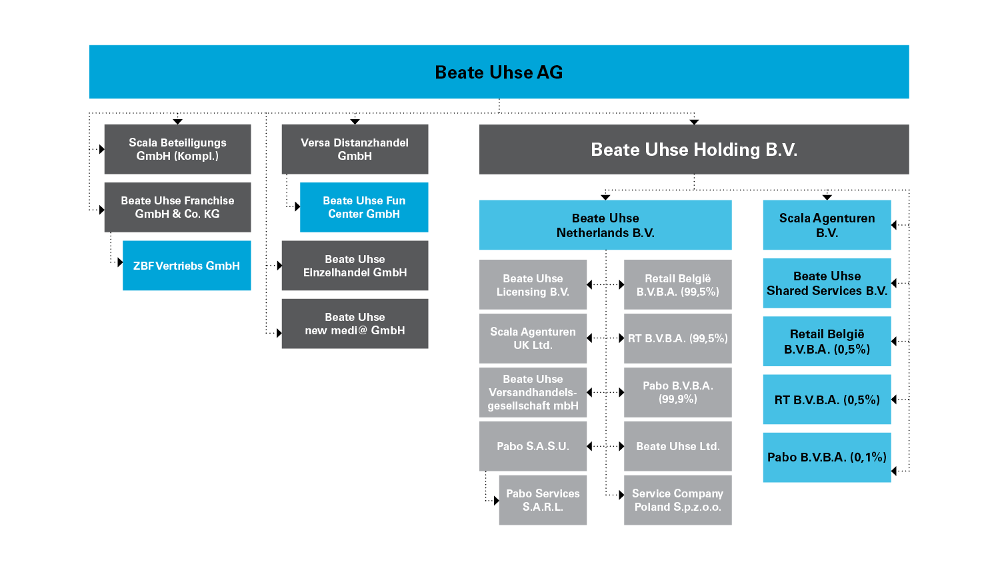 Beate Uhse AG
Scala Beteiligungs
GmbH (Kompl.)
Beate Uhse Franchise
GmbH & Co. KG
ZBF Vertriebs GmbH
Versa Distanzhandel
GmbH
Beate Uhse Fun
Center GmbH
Beate Uhse
Einzelhandel GmbH
Beate Uhse
new medi@ GmbH
Beate Uhse Holding B.V.
Beate Uhse
Netherlands B.V.
Beate Uhse
Licensing B.V.
Scala Agenturen
UK Ltd.
Beate Uhse
Versandhandels-
gesellschaft mbH
Pabo S.A.S.U.
Pabo Services
S.A.R.L.
Retail België
B.V.B.A. (99,5%)
RT B.V.B.A. (99,5%)
Pabo B.V.B.A.
(99,9%)
Beate Uhse Ltd.
Service Company
Poland S.p.z.o.o.
Scala Agenturen
B.V.
Beate Uhse
Shared Services B.V.
Retail België
B.V.B.A. (0,5%)
RT B.V.B.A. (0,5%)
Pabo B.V.B.A. (0,1%)